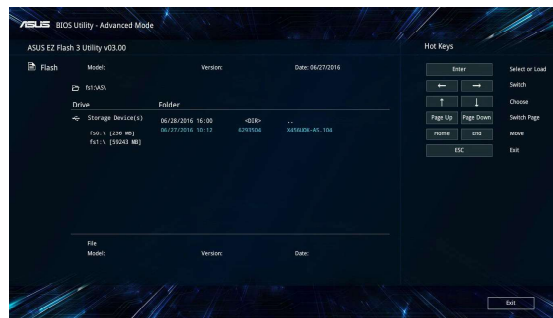 ASUS BIOS Utility - Advanced Mode
ASUS EZ Flash 3 Utility v03.00
Flash
Model: Version: Date: 06/27/2016
fs1:\AS\
Drive Folder
Storage Device(s)
fs0:\ [256 MB]
fs1:\ [59243 MB]
06/28/2016 16:00 <DIR> ..
06/27/2016 10:12 6293504
File
Model: Version: Date:
Hot Keys
Enter Select or Load
← → Switch
↑ ↓ Choose
Page Up Page Down Switch Page
Home End Move
ESC Exit
Exit